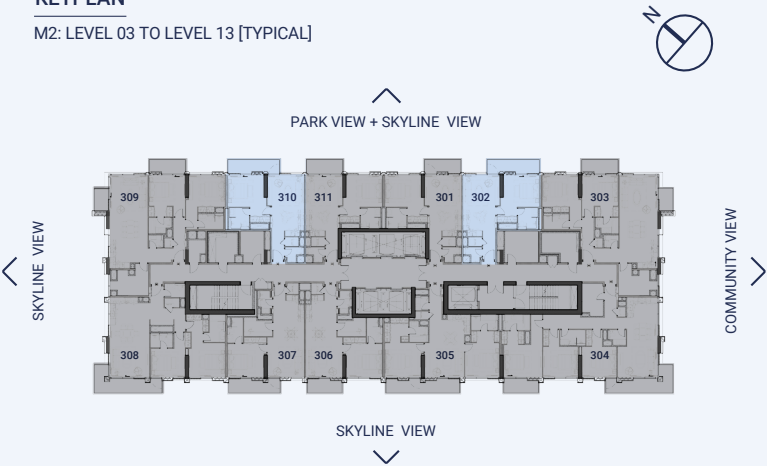 KEYPLAN
M2: LEVEL 03 TO LEVEL 13 [TYPICAL]
N
PARK VIEW + SKYLINE VIEW
309
310
311
301
302
303
SKYLINE VIEW
COMMUNITY VIEW
308
307
306
305
304
SKYLINE VIEW